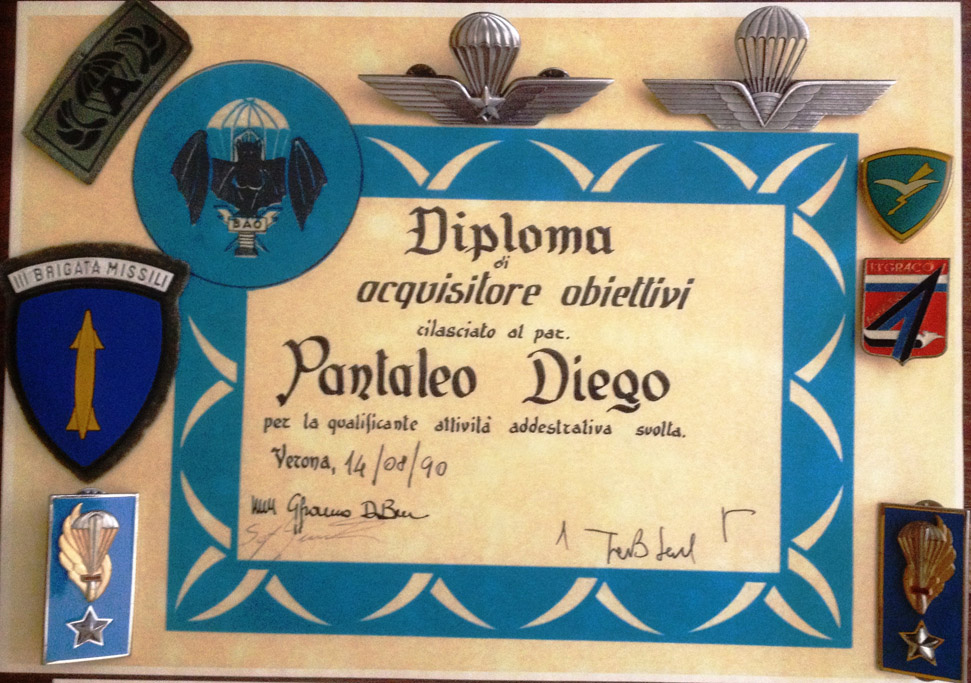 A
BAO
III BRIGATA MISSILI
Diploma
di
acquisitore obiettivi
rilasciato al par.
Pantaleo Diego
per la qualificante attività addestrativa svolta.
Verona, 14/08/90